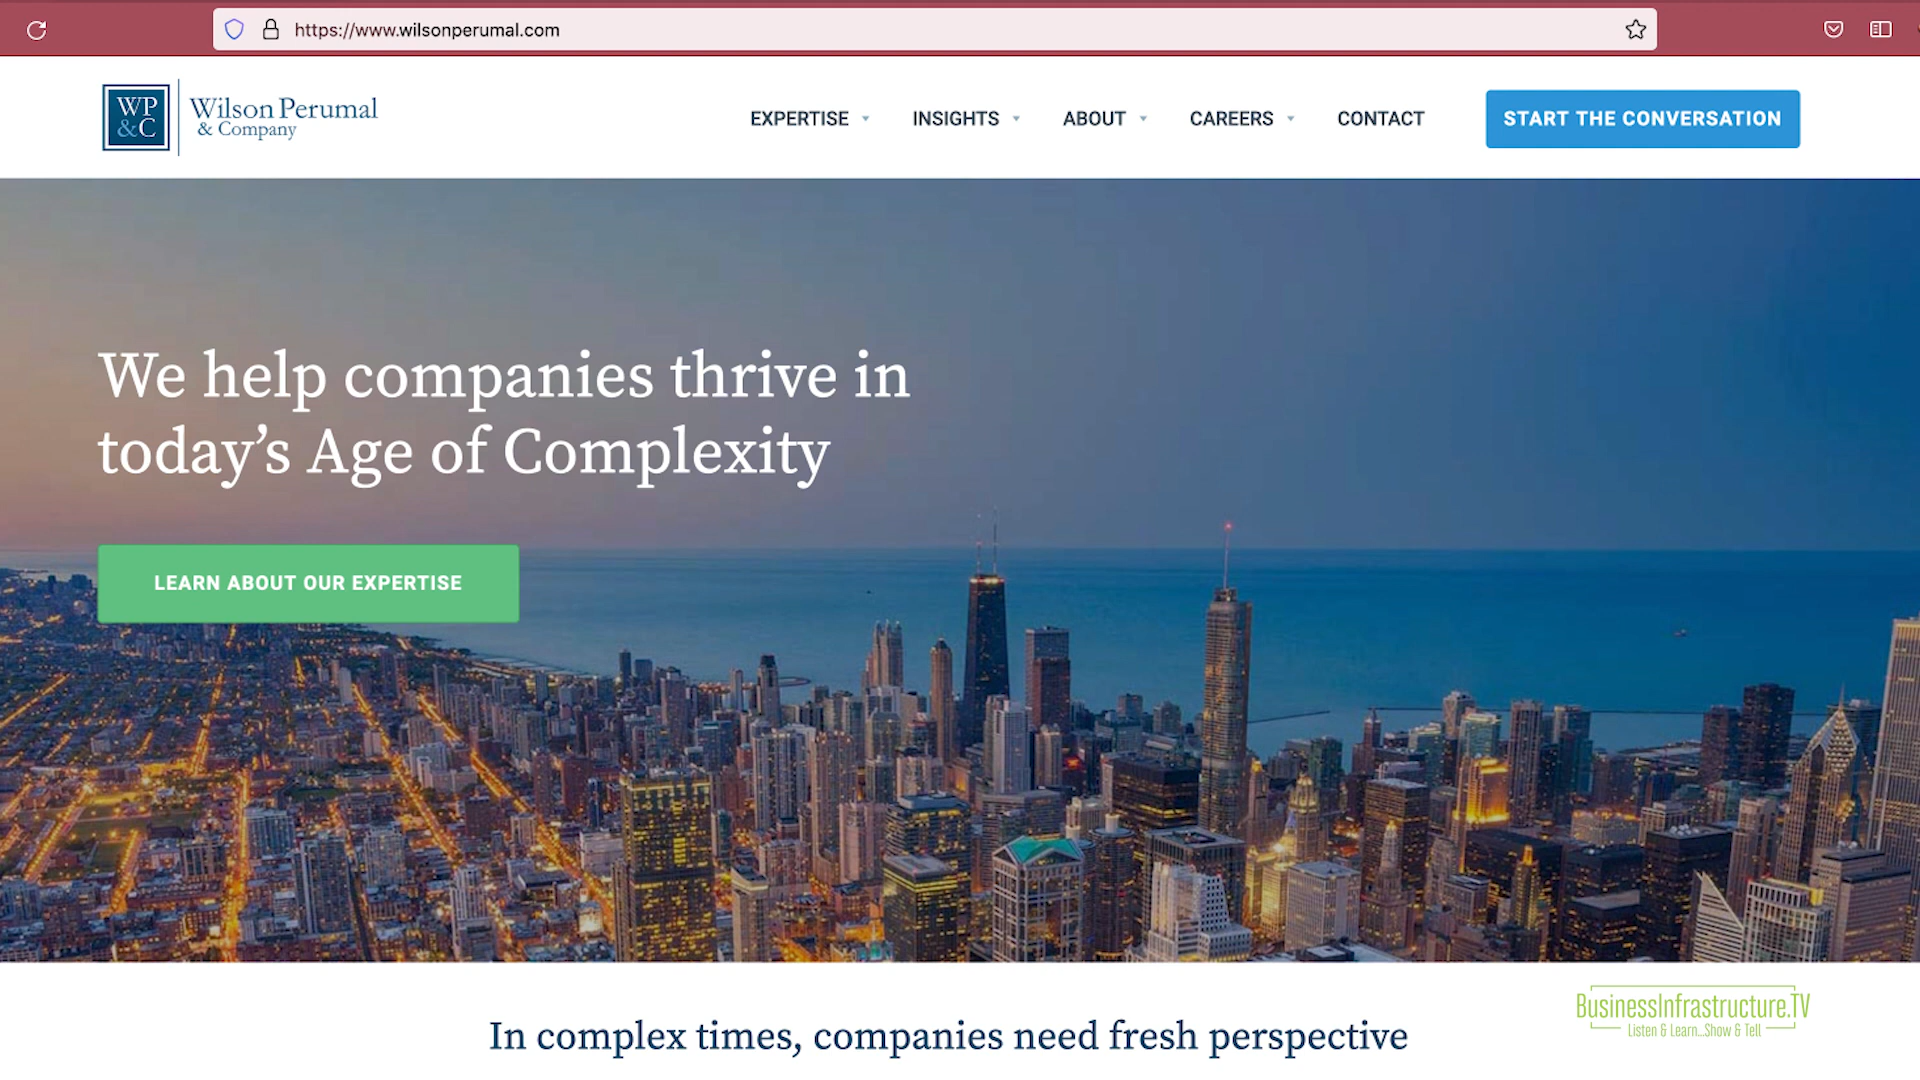 https://www.wilsonperumal.com
WP
&C
Wilson Perumal
& Company
EXPERTISE
INSIGHTS
ABOUT
CAREERS
CONTACT
START THE CONVERSATION
We help companies thrive in
today’s Age of Complexity
LEARN ABOUT OUR EXPERTISE
In complex times, companies need fresh perspective
BusinessInfrastructure.TV
Listen & Learn...Show & Tell